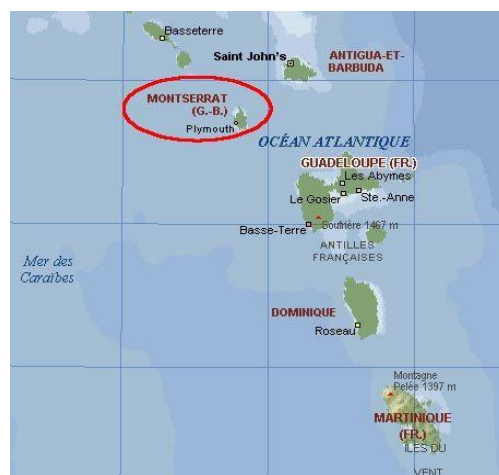 Basseterre
Saint John's
ANTIGUA-ET-
BARBUDA
MONTSERRAT
(G.-B.)
Plymouth
OCÉAN ATLANTIQUE
GUADELOUPE (FR.)
Les Abymes
Le Gosier
Ste.-Anne
Basse-Terre
Soufrière 1467 m
ANTILLES
FRANÇAISES
Mer des
Caraïbes
DOMINIQUE
Roseau
Montagne
Pelée 1397 m
MARTINIQUE
(FR.)
ILES DU
VENT